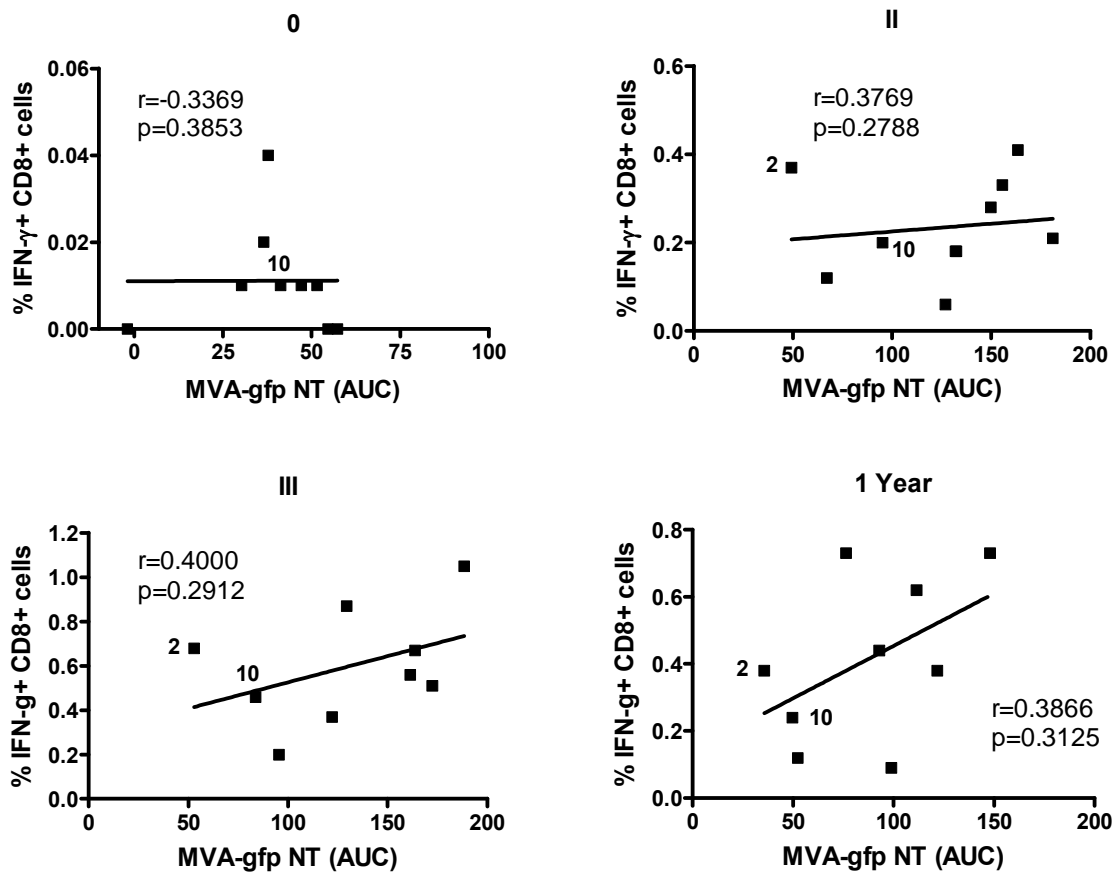 0
0.06
0.04
0.02
0.00
% IFN-γ+ CD8+ cells
r=-0.3369
p=0.3853
10
0 25 50 75 100
MVA-gfp NT (AUC)
II
0.6
0.4
0.2
0.0
% IFN-γ+ CD8+ cells
r=0.3769
p=0.2788
2
10
0 50 100 150 200
MVA-gfp NT (AUC)
III
1.2
1.0
0.8
0.6
0.4
0.2
0.0
% IFN-g+ CD8+ cells
r=0.4000
p=0.2912
2
10
0 50 100 150 200
MVA-gfp NT (AUC)
1 Year
0.8
0.6
0.4
0.2
0.0
% IFN-g+ CD8+ cells
2
10
r=0.3866
p=0.3125
0 50 100 150 200
MVA-gfp NT (AUC)